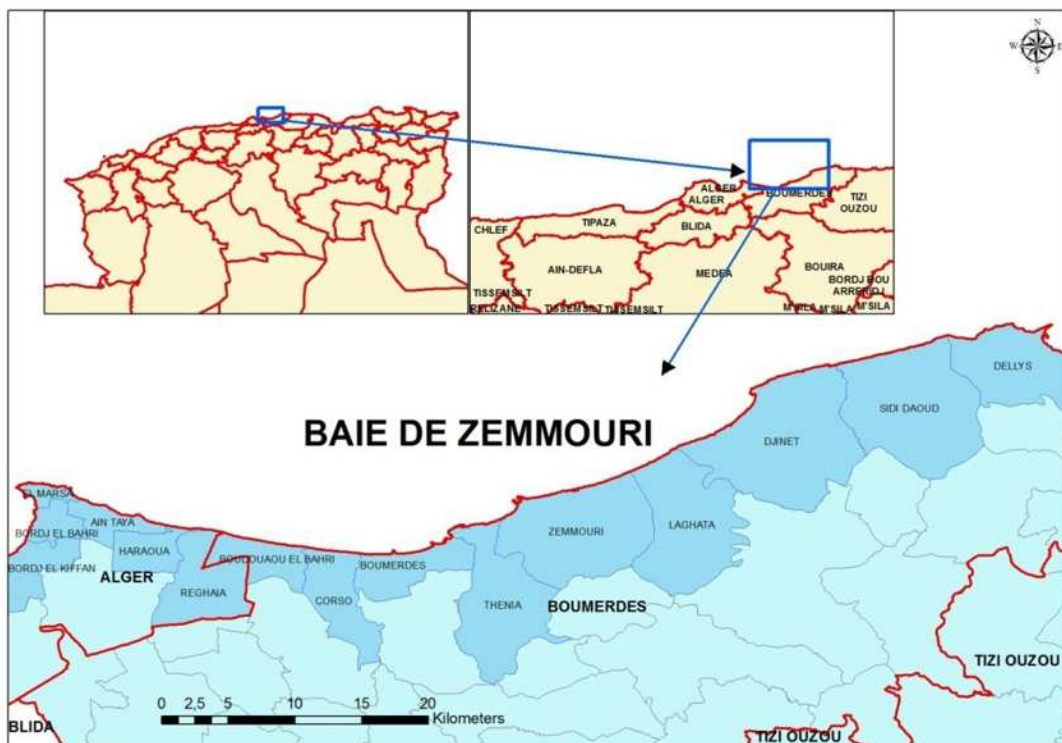 N
W E
S
ALGER
ALGER
BOUMERDES
TIZI
OUZOU
CHLEF
TIPAZA
BLIDA
AIN-DEFLA
MEDEA
BOUIRA
BORDJ BOU
ARRERIDJ
TISSEMSILT
RELIZANE
TISSEMSILT
TISSEMSILT
M'SILA
M'SILA
M'SILA
DELLYS
SIDI DAOUD
BAIE DE ZEMMOURI
DJINET
EL MARSA
AIN TAYA
BORDJ EL BAHRI
ZEMMOURI
LAGHATA
HARAOUA
BOUDOUAOU EL BAHRI
BOUMERDES
BORDJ EL KIFFAN
ALGER
REGHAIA
CORSO
THENIA
BOUMERDES
TIZI OUZOU
0 2,5 5 10 15 20
Kilometers
BLIDA
TIZI OUZOU